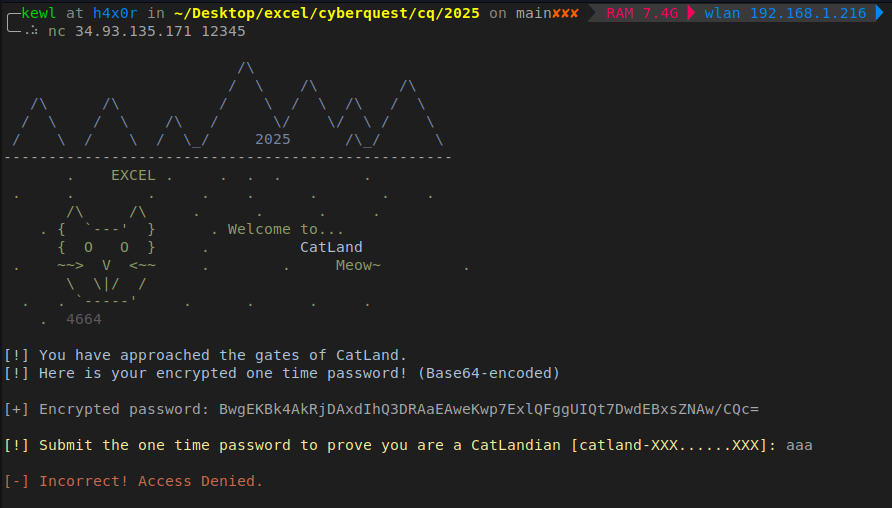 kewl at h4x0r in ~/Desktop/excel/cyberquest/cq/2025 on main✘✘✘ RAM 7.4G wlan 192.168.1.216
nc 34.93.135.171 12345
2025
EXCEL
Welcome to...
CatLand
Meow~
4664
[!] You have approached the gates of CatLand.
[!] Here is your encrypted one time password! (Base64-encoded)
[+] Encrypted password: BwgEKBk4AkRjDAxdIhQ3DRAaEAweKwp7ExlQFggUIQt7DwdEBxsZNAw/CQc=
[!] Submit the one time password to prove you are a CatLandian [catland-XXX......XXX]: aaa
[-] Incorrect! Access Denied.